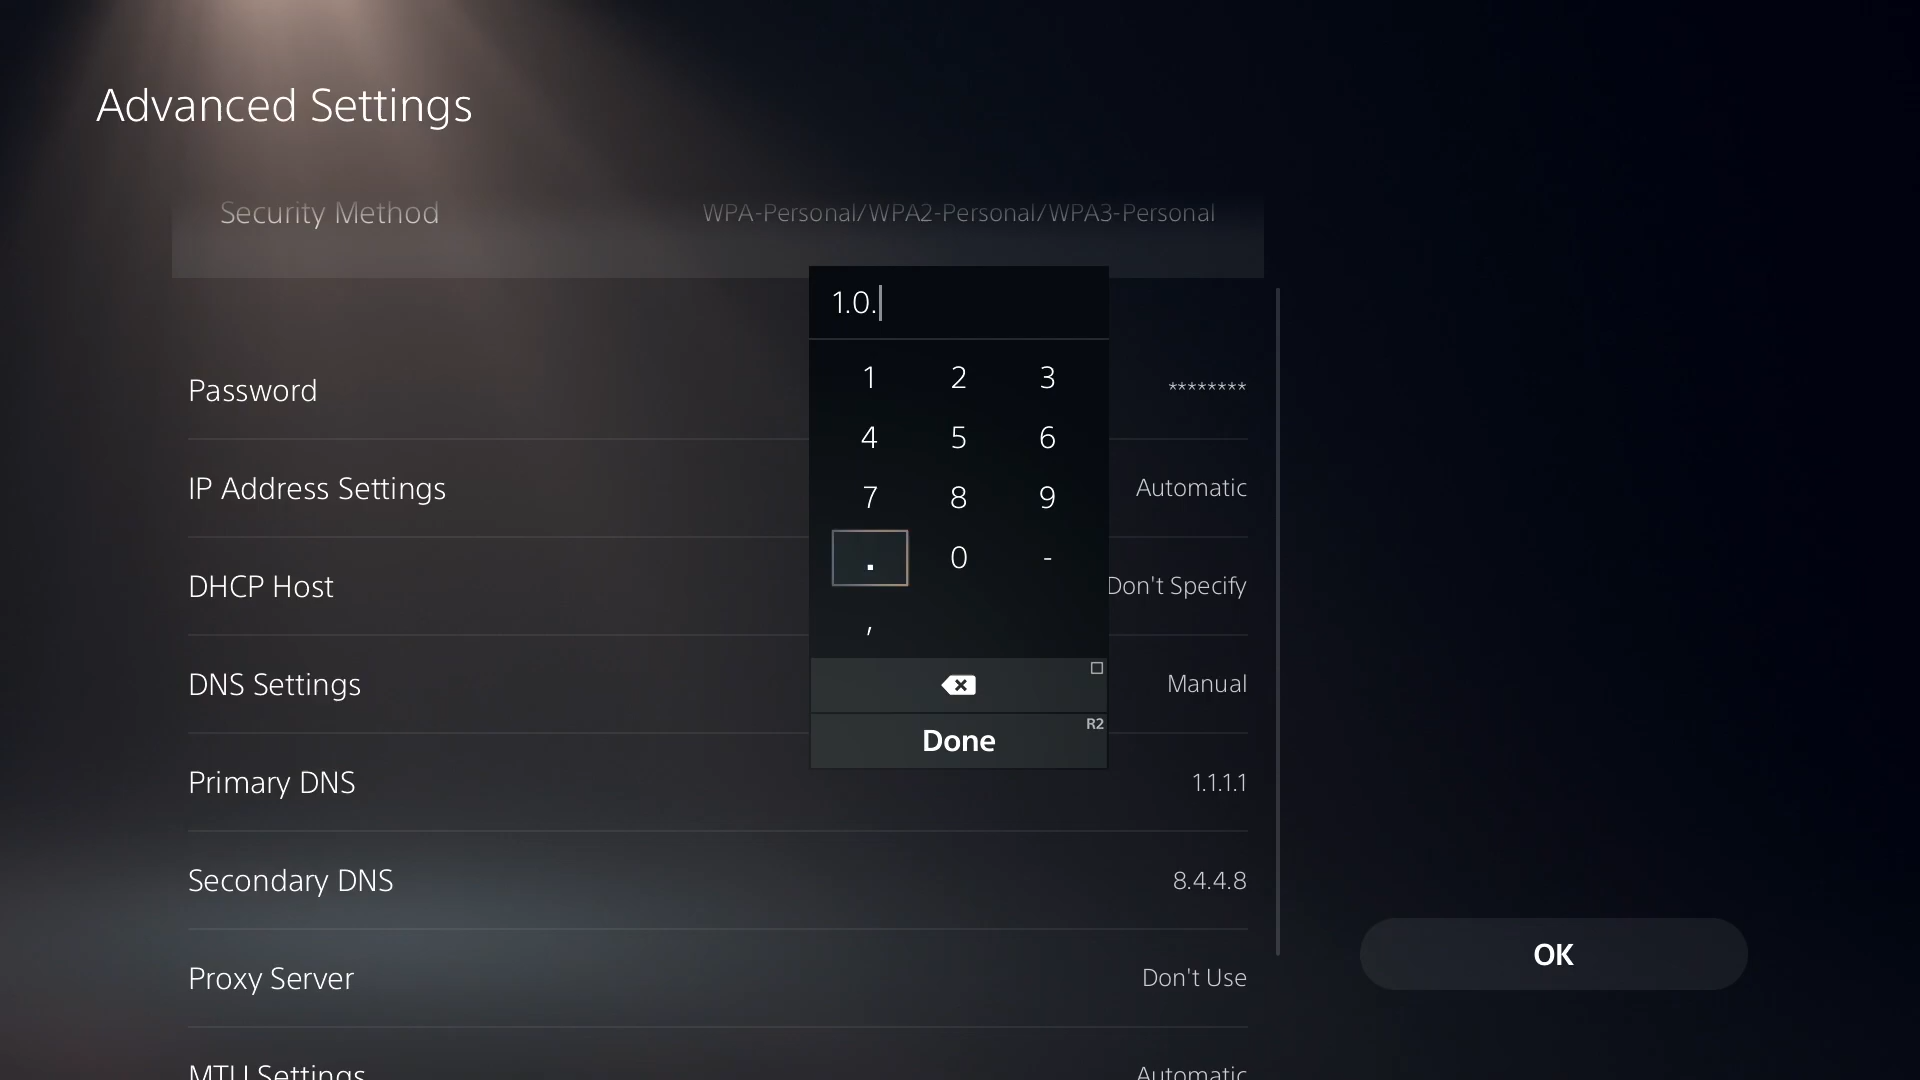 Advanced Settings
Security Method WPA-Personal/WPA2-Personal/WPA3-Personal
1.0.
1 2 3
4 5 6
7 8 9
. 0 -
,
R2
Done
Password ********
IP Address Settings Automatic
DHCP Host Don't Specify
DNS Settings Manual
Primary DNS 1.1.1.1
Secondary DNS 8.4.4.8
Proxy Server Don't Use
MTU Settings Automatic
OK